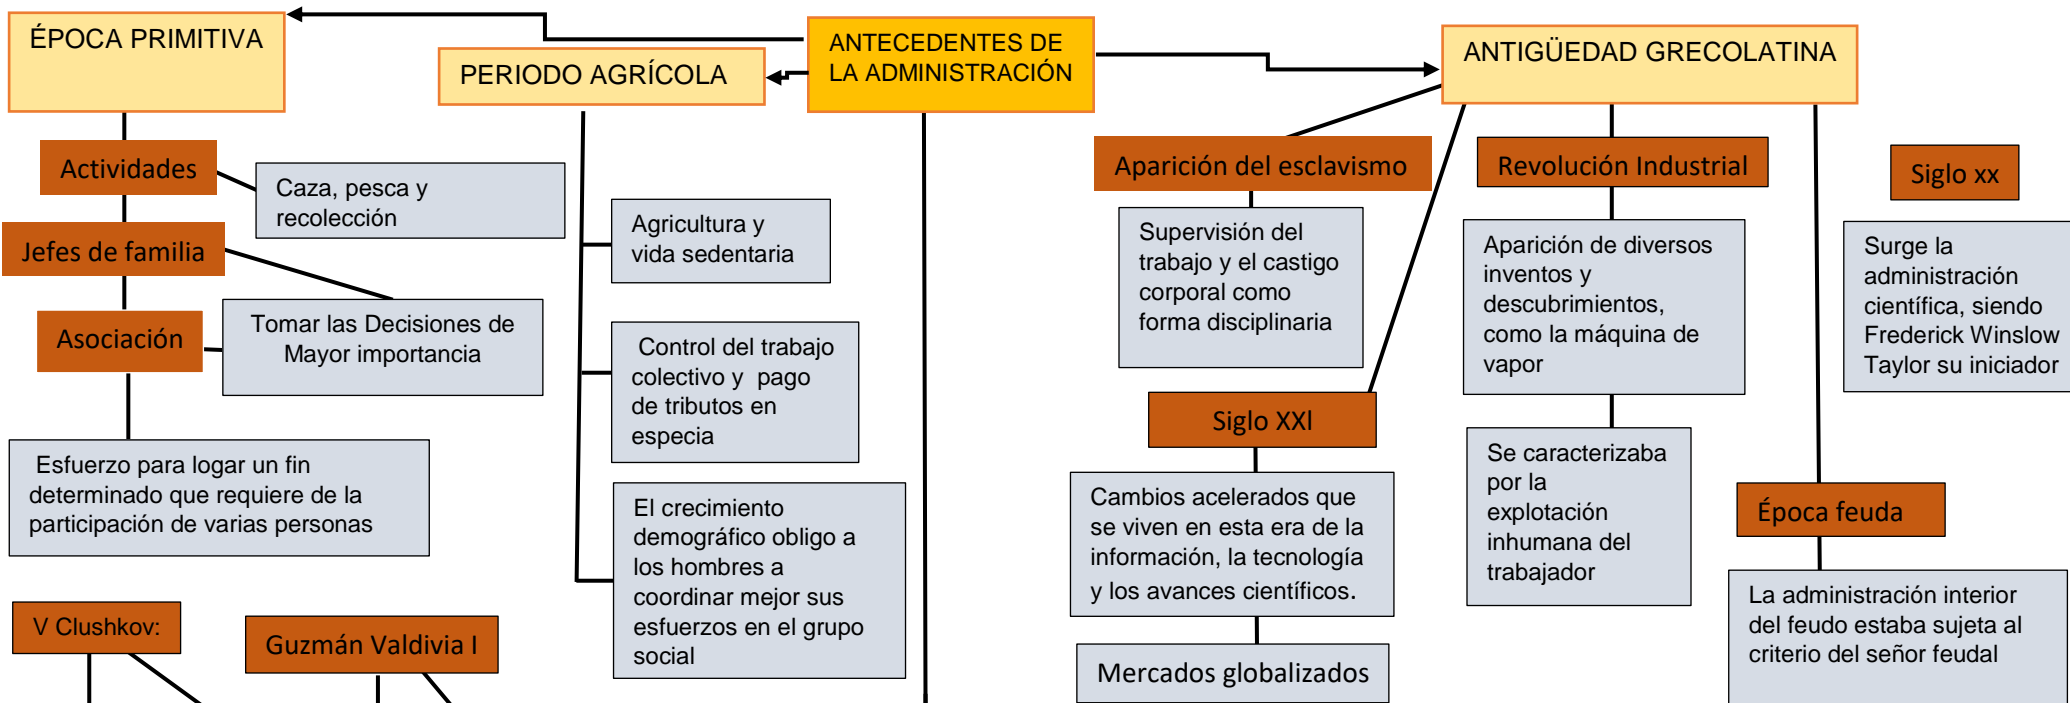 ÉPOCA PRIMITIVA
Actividades
Caza, pesca y
recolección
Jefes de familia
Tomar las Decisiones de
Mayor importancia
Asociación
Esfuerzo para logar un fin
determinado que requiere de la
participación de varias personas
PERIODO AGRÍCOLA
Agricultura y
vida sedentaria
Control del trabajo
colectivo y pago
de tributos en
especia
El crecimiento
demográfico obligo a
los hombres a
coordinar mejor sus
esfuerzos en el grupo
social
ANTECEDENTES DE
LA ADMINISTRACIÓN
ANTIGÜEDAD GRECOLATINA
Aparición del esclavismo
Supervisión del
trabajo y el castigo
corporal como
forma disciplinaria
Siglo XXl
Cambios acelerados que
se viven en esta era de la
información, la tecnología
y los avances científicos.
Mercados globalizados
Revolución Industrial
Aparición de diversos
inventos y
descubrimientos,
como la máquina de
vapor
Se caracterizaba
por la
explotación
inhumana del
trabajador
Siglo xx
Surge la
administración
científica, siendo
Frederick Winslow
Taylor su iniciador
Época feuda
La administración interior
del feudo estaba sujeta al
criterio del señor feudal
V Clushkov:
Guzmán Valdivia I